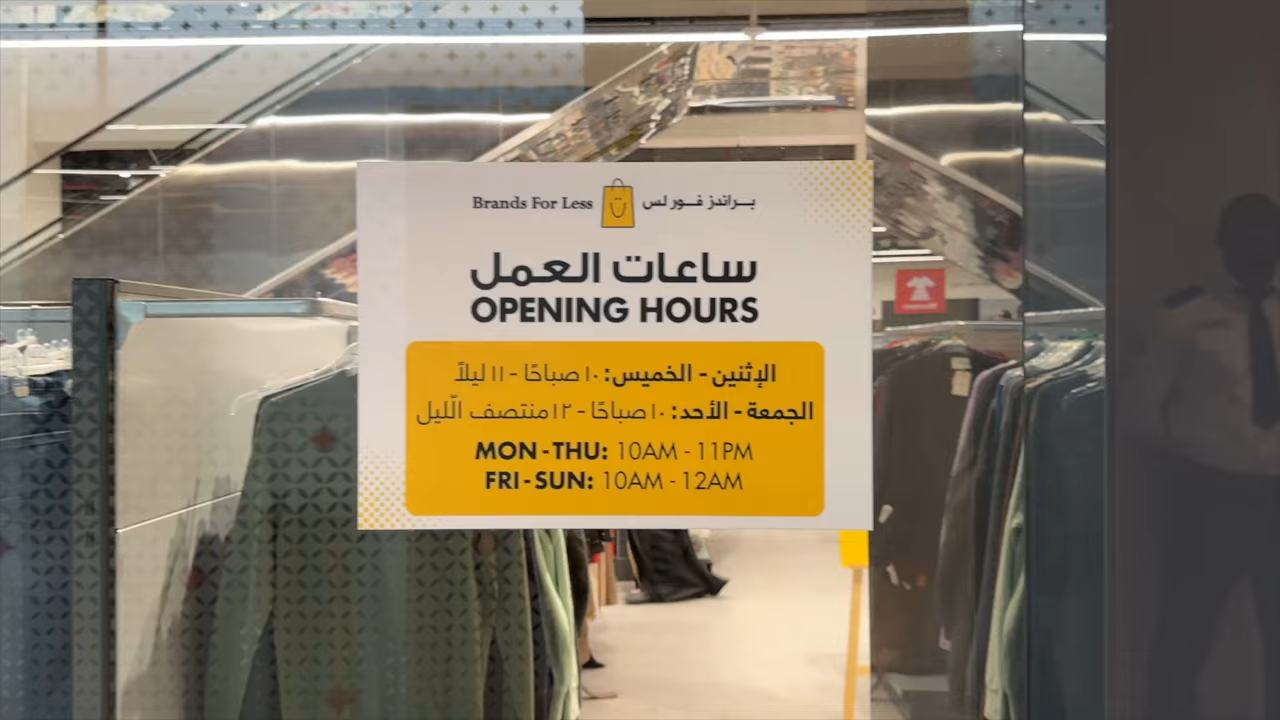 Brands For Less براندز فور لس
ساعات العمل
OPENING HOURS
الإثنين - الخميس: ١٠ صباحًا - ١١ ليلاً
الجمعة - الأحد: ١٠ صباحًا - ١٢ منتصف الّليل
MON - THU: 10AM - 11PM
FRI - SUN: 10AM - 12AM